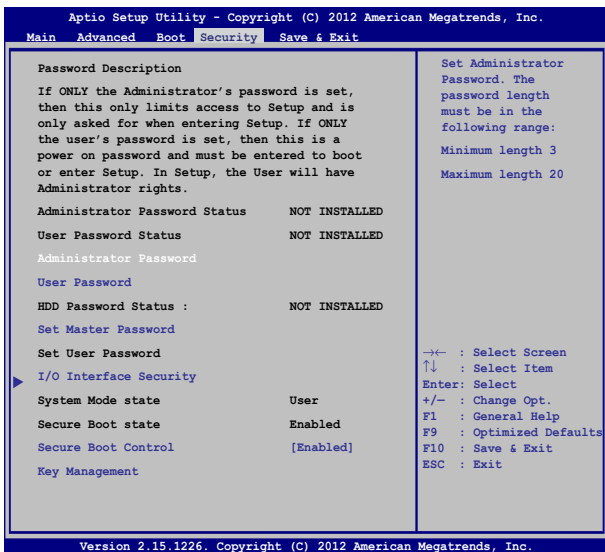 Aptio Setup Utility - Copyright (C) 2012 American Megatrends, Inc.
Main Advanced Boot Security Save & Exit
Password Description
If ONLY the Administrator's password is set,
then this only limits access to Setup and is
only asked for when entering Setup. If ONLY
the user's password is set, then this is a
power on password and must be entered to boot
or enter Setup. In Setup, the User will have
Administrator rights.
Administrator Password Status NOT INSTALLED
User Password Status NOT INSTALLED
Administrator Password
User Password
HDD Password Status : NOT INSTALLED
Set Master Password
Set User Password
I/O Interface Security
System Mode state User
Secure Boot state Enabled
Secure Boot Control [Enabled]
Key Management
Set Administrator
Password. The
password length
must be in the
following range:
Minimum length 3
Maximum length 20
→← : Select Screen
↑↓ : Select Item
Enter: Select
+/— : Change Opt.
F1 : General Help
F9 : Optimized Defaults
F10 : Save & Exit
ESC : Exit
Version 2.15.1226. Copyright (C) 2012 American Megatrends, Inc.